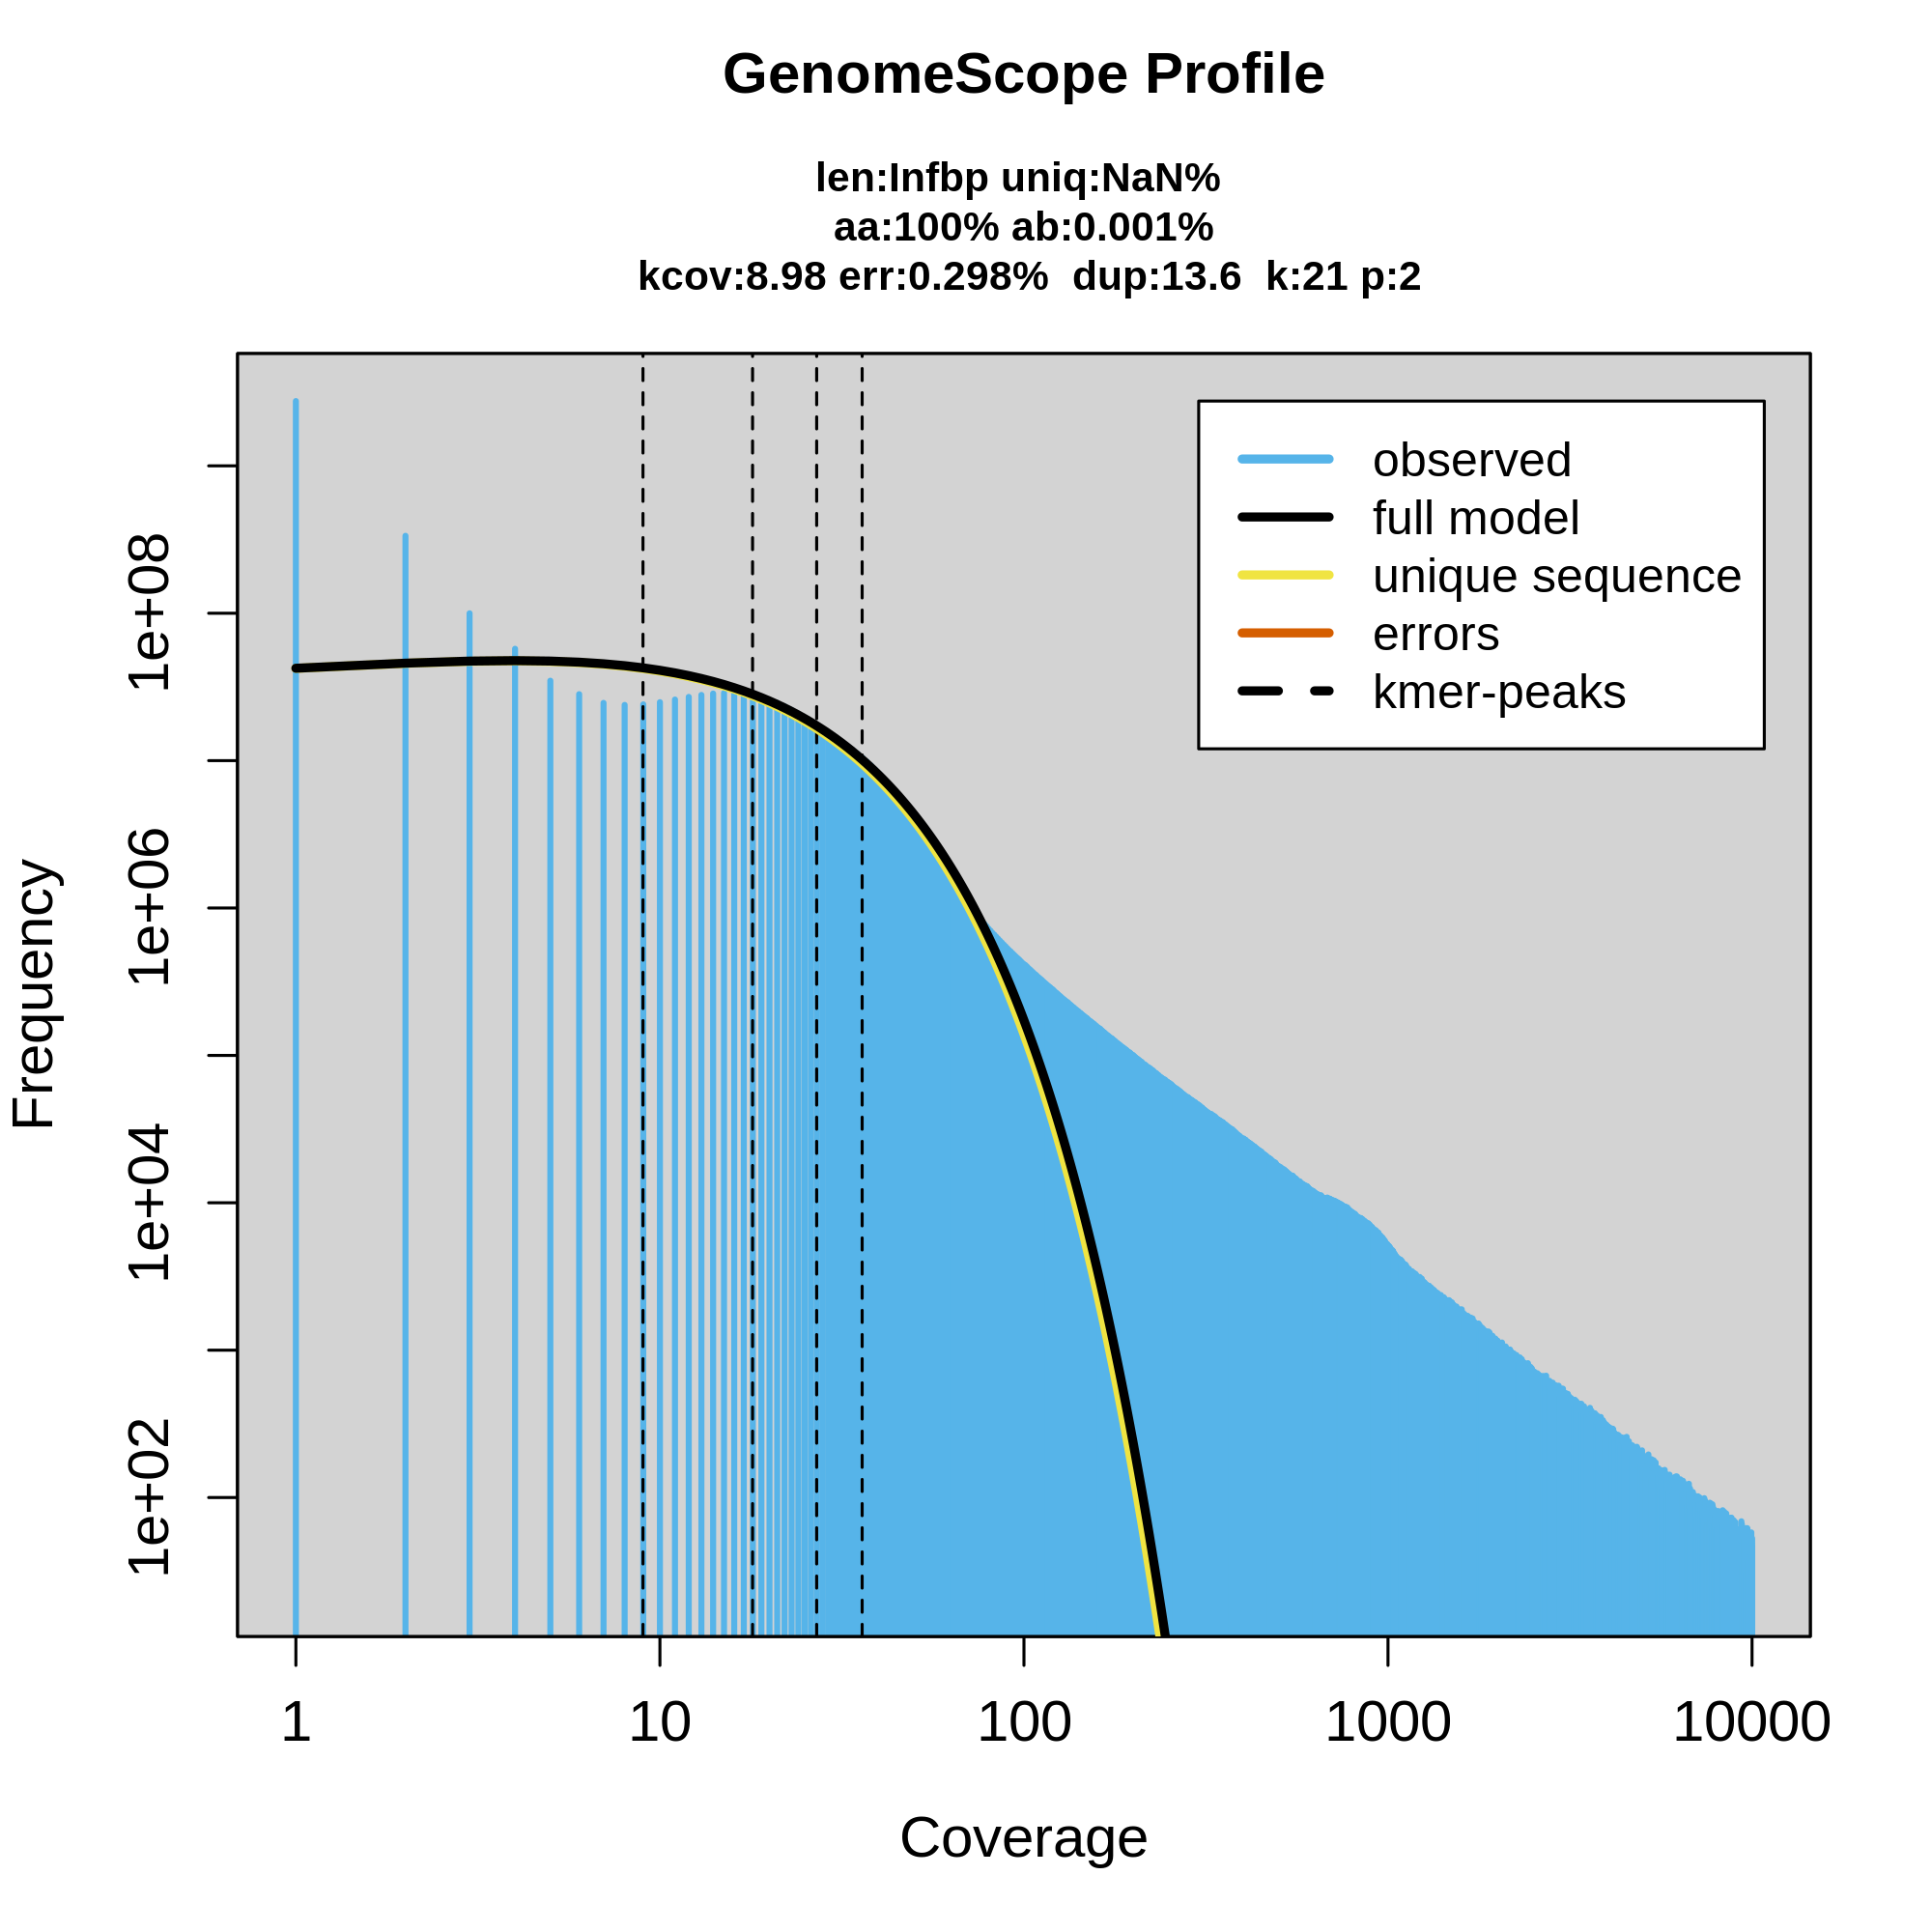 GenomeScope Profile
len:Infbp uniq:NaN%
aa:100% ab:0.001%
kcov:8.98 err:0.298%  dup:13.6  k:21 p:2
observed
full model
unique sequence
errors
kmer-peaks
Frequency
1e+08
1e+06
1e+04
1e+02
1 10 100 1000 10000
Coverage